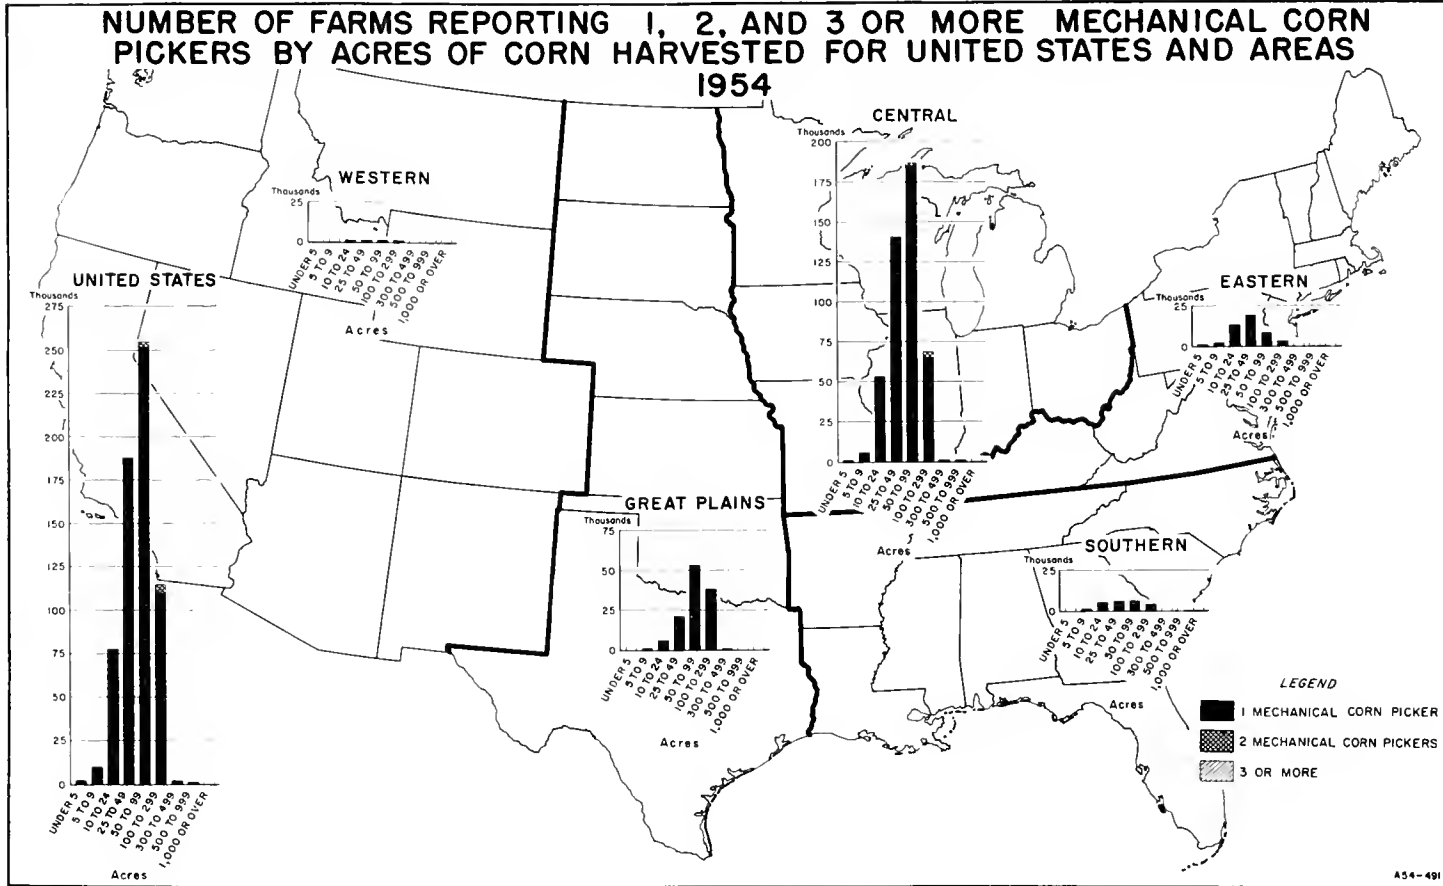 NUMBER OF FARMS REPORTING 1, 2, AND 3 OR MORE MECHANICAL CORN
PICKERS BY ACRES OF CORN HARVESTED FOR UNITED STATES AND AREAS
1954
WESTERN
Thousands
25
0
UNDER 5
5 TO 9
10 TO 24
25 TO 49
50 TO 99
100 TO 299
300 TO 499
500 TO 999
1,000 OR OVER
Acres
UNITED STATES
Thousands
275
250
225
200
175
150
125
100
75
50
25
0
UNDER 5
5 TO 9
10 TO 24
25 TO 49
50 TO 99
100 TO 299
300 TO 499
500 TO 999
1,000 OR OVER
Acres
CENTRAL
Thousands
200
175
150
125
100
75
50
25
0
UNDER 5
5 TO 9
10 TO 24
25 TO 49
50 TO 99
100 TO 299
300 TO 499
500 TO 999
1,000 OR OVER
Acres
EASTERN
Thousands
25
0
UNDER 5
5 TO 9
10 TO 24
25 TO 49
50 TO 99
100 TO 299
300 TO 499
500 TO 999
1,000 OR OVER
Acres
GREAT PLAINS
Thousands
75
50
25
0
UNDER 5
5 TO 9
10 TO 24
25 TO 49
50 TO 99
100 TO 299
300 TO 499
500 TO 999
1,000 OR OVER
Acres
SOUTHERN
Thousands
25
0
UNDER 5
5 TO 9
10 TO 24
25 TO 49
50 TO 99
100 TO 299
300 TO 499
500 TO 999
1,000 OR OVER
Acres
LEGEND
1 MECHANICAL CORN PICKER
2 MECHANICAL CORN PICKERS
3 OR MORE
A54-491